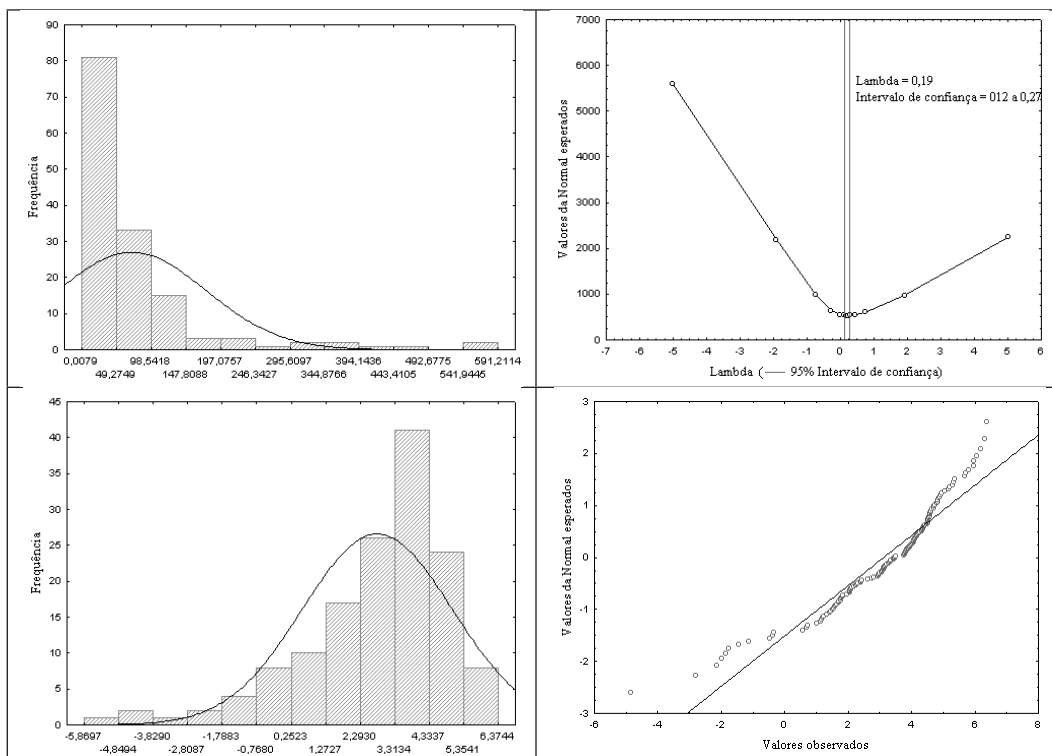 90
80
70
60
50
40
30
20
10
0
Frequência
0,0079 98,5418 197,0757 295,6097 394,1436 492,6775 591,2114
49,2749 147,8088 246,3427 344,8766 443,4105 541,9445
7000
6000
5000
4000
3000
2000
1000
0
Valores da Normal esperados
Lambda = 0,19
Intervalo de confiança = 012 a 0,27
-7 -6 -5 -4 -3 -2 -1 0 1 2 3 4 5 6
Lambda ( —— 95% Intervalo de confiança)
45
40
35
30
25
20
15
10
5
0
Frequência
-5,8697 -3,8290 -1,7883 0,2523 2,2930 4,3337 6,3744
-4,8494 -2,8087 -0,7680 1,2727 3,3134 5,3541
3
2
1
0
-1
-2
-3
Valores da Normal esperados
-6 -4 -2 0 2 4 6 8
Valores observados